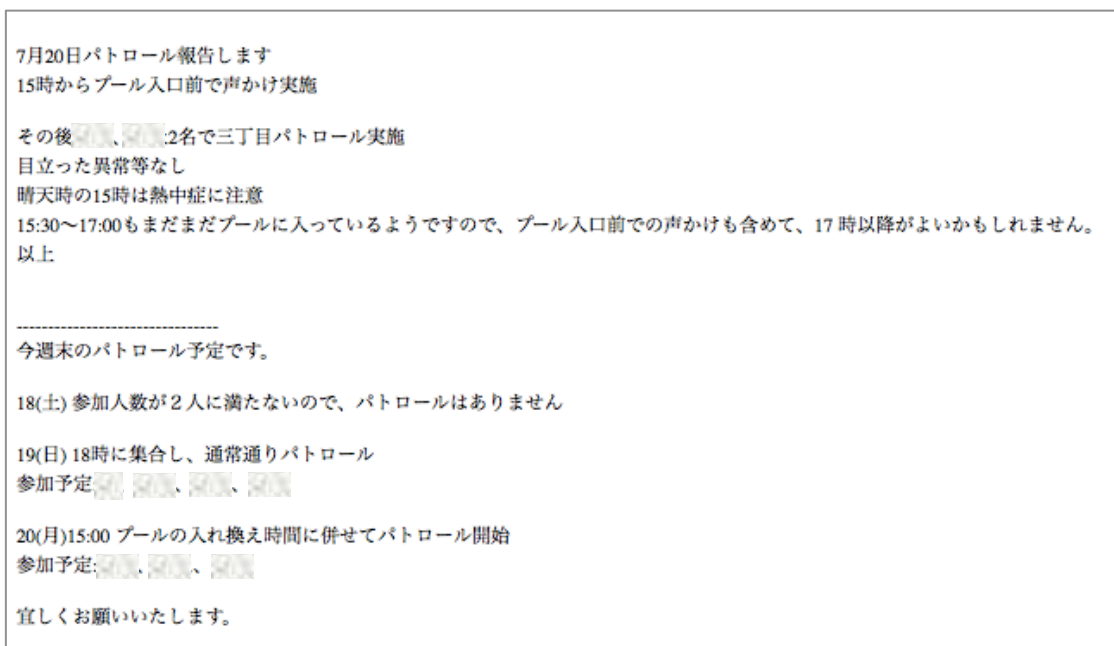 7月20日パトロール報告します
15時からプール入口前で声かけ実施
その後、2名で三丁目パトロール実施
目立った異常等なし
晴天時の15時は熱中症に注意
15:30〜17:00もまだまだプールに入っているようですので、プール入口前での声かけも含めて、17 時以降がよいかもしれません。
以上
--------------------------------
今週末のパトロール予定です。
18(土) 参加人数が２人に満たないので、パトロールはありません
19(日) 18時に集合し、通常通りパトロール
参加予定 、 、
20(月)15:00 プールの入れ換え時間に併せてパトロール開始
参加予定: 、 、
宜しくお願いいたします。